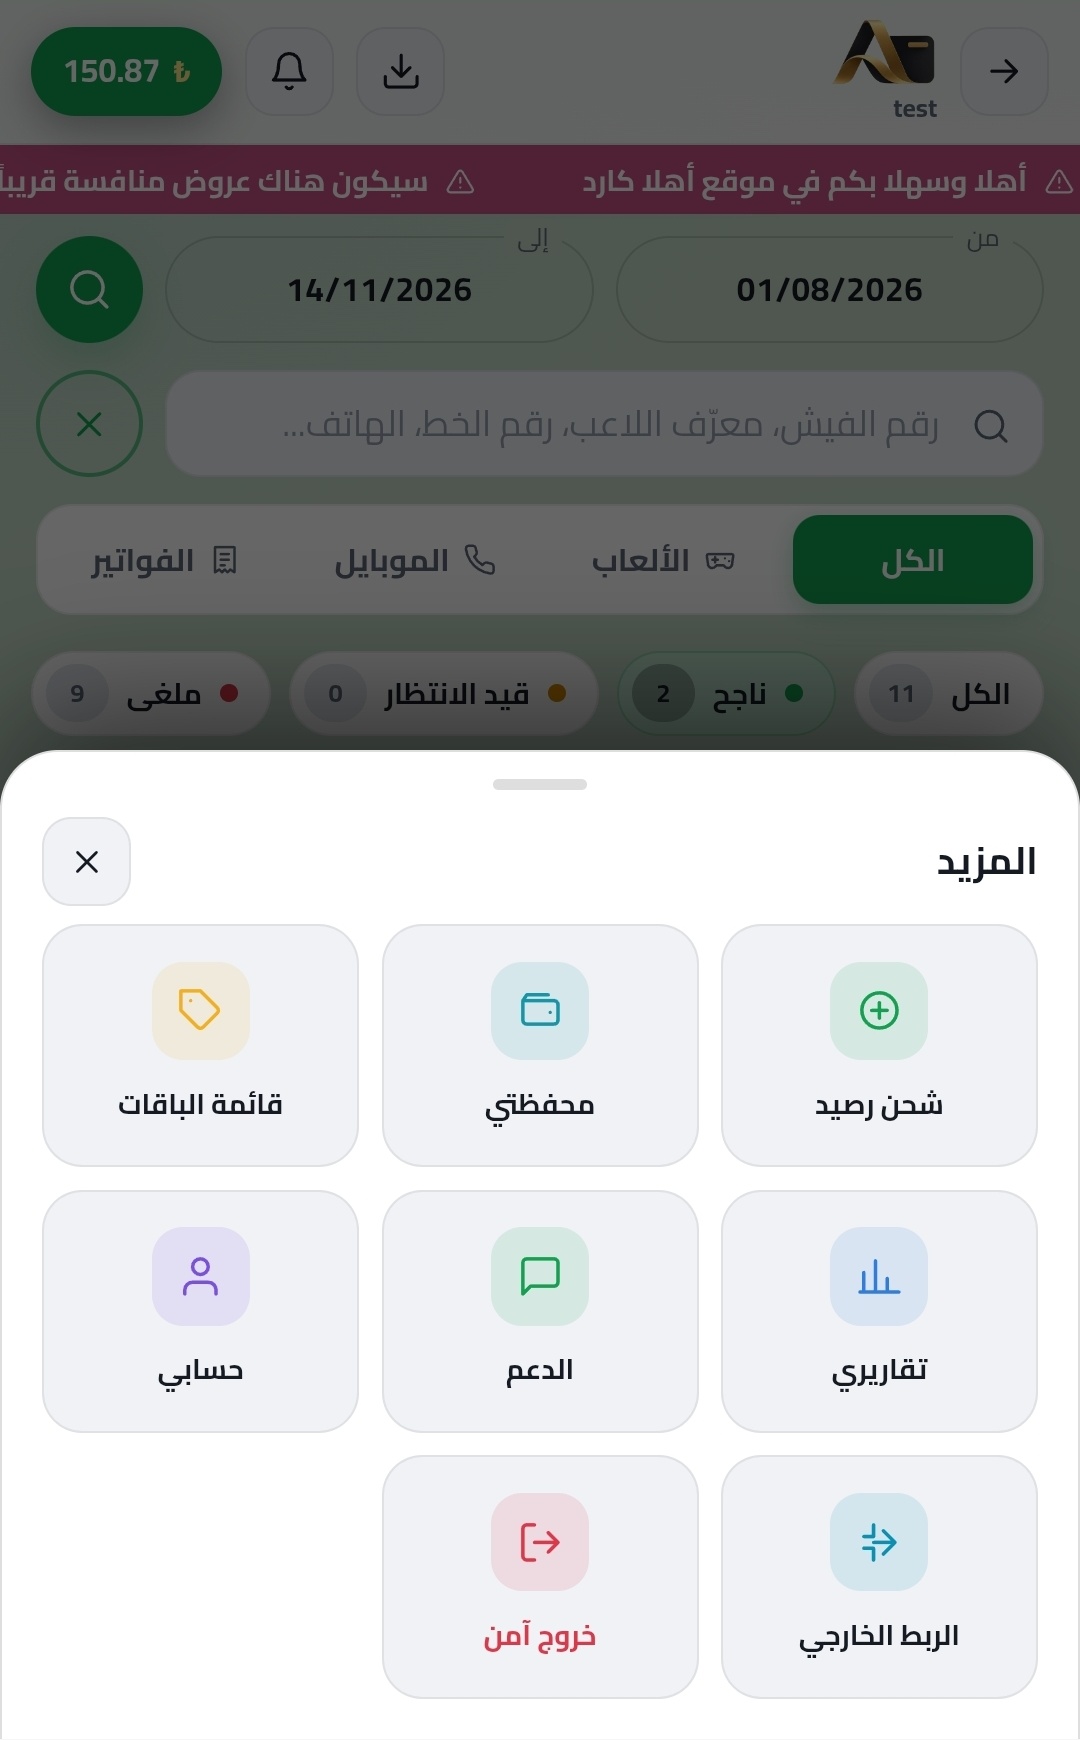 150.87 ₺
test
أهلا وسهلا بكم في موقع أهلا كارد
سيكون هناك عروض منافسة قريباً
من
01/08/2026
إلى
14/11/2026
رقم الفيش، معرّف اللاعب، رقم الخط، الهاتف...
الكل
الألعاب
الموبايل
الفواتير
الكل 11
ناجح 2
قيد الانتظار 0
ملغى 9
المزيد
شحن رصيد
محفظتي
قائمة الباقات
تقاريري
الدعم
حسابي
الربط الخارجي
خروج آمن